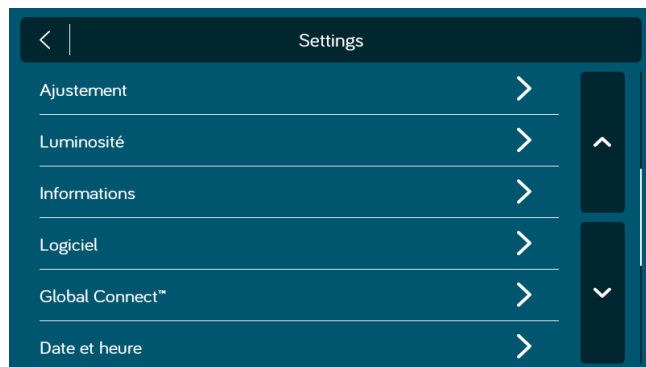 Settings
Ajustement
Luminosité
Informations
Logiciel
Global Connect™
Date et heure